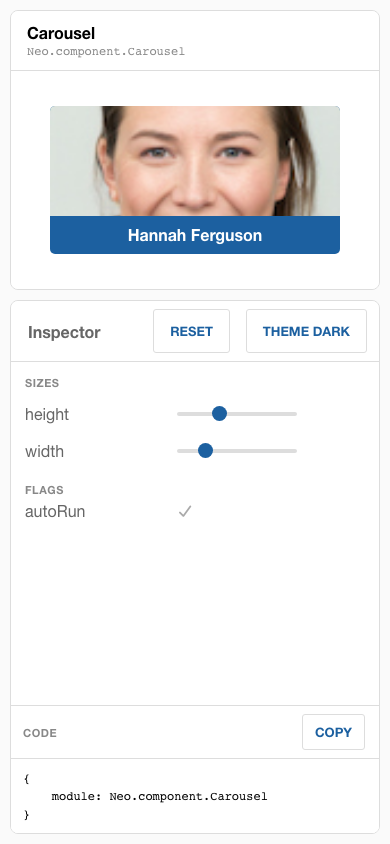 Carousel
Neo.component.Carousel
Hannah Ferguson
Inspector
RESET
THEME DARK
SIZES
height
width
FLAGS
autoRun
CODE
COPY
{
    module: Neo.component.Carousel
}